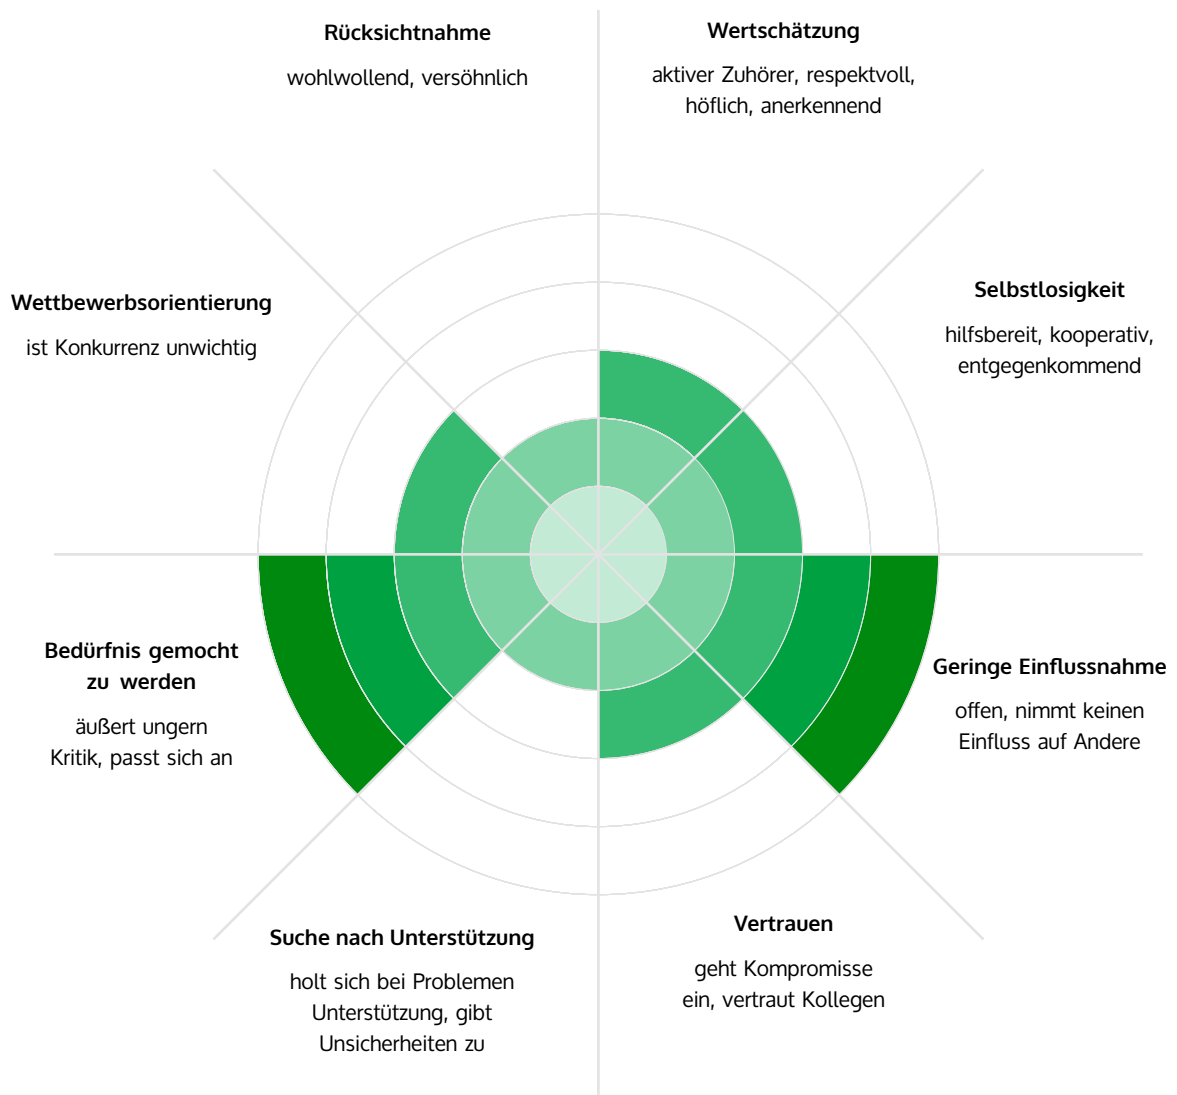 Rücksichtnahme
wohlwollend, versöhnlich
Wertschätzung
aktiver Zuhörer, respektvoll,
höflich, anerkennend
Wettbewerbsorientierung
ist Konkurrenz unwichtig
Selbstlosigkeit
hilfsbereit, kooperativ,
entgegenkommend
Bedürfnis gemocht
zu werden
äußert ungern
Kritik, passt sich an
Geringe Einflussnahme
offen, nimmt keinen
Einfluss auf Andere
Suche nach Unterstützung
holt sich bei Problemen
Unterstützung, gibt
Unsicherheiten zu
Vertrauen
geht Kompromisse
ein, vertraut Kollegen